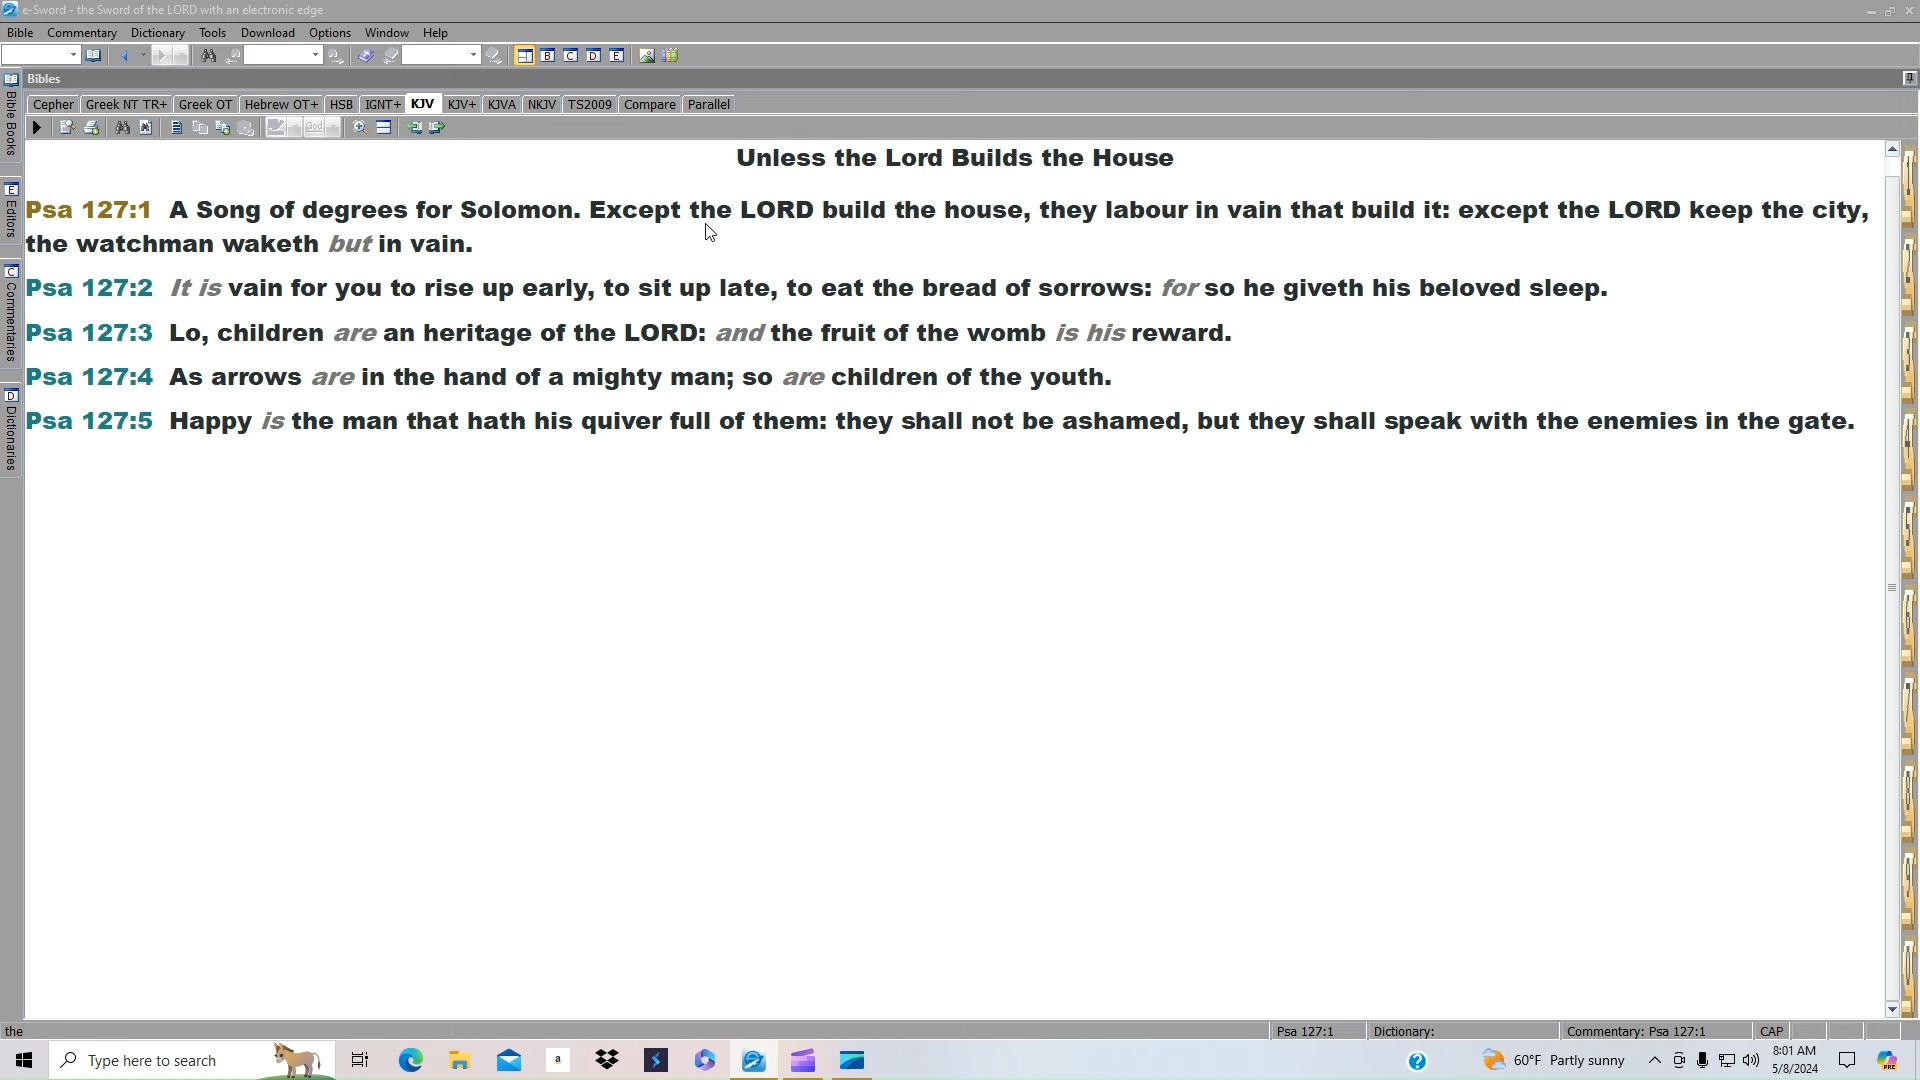 e-Sword - the Sword of the LORD with an electronic edge
Bible Commentary Dictionary Tools Download Options Window Help
B C D E
Bibles
Cepher Greek NT TR+ Greek OT Hebrew OT+ HSB IGNT+ KJV KJV+ KJVA NKJV TS2009 Compare Parallel
God
Bible Books
E Editors
C Commentaries
D Dictionaries
Unless the Lord Builds the House
Psa 127:1 A Song of degrees for Solomon. Except the LORD build the house, they labour in vain that build it: except the LORD keep the city,
the watchman waketh but in vain.
Psa 127:2 It is vain for you to rise up early, to sit up late, to eat the bread of sorrows: for so he giveth his beloved sleep.
Psa 127:3 Lo, children are an heritage of the LORD: and the fruit of the womb is his reward.
Psa 127:4 As arrows are in the hand of a mighty man; so are children of the youth.
Psa 127:5 Happy is the man that hath his quiver full of them: they shall not be ashamed, but they shall speak with the enemies in the gate.
the Psa 127:1 Dictionary: Commentary: Psa 127:1 CAP
Type here to search a 60°F Partly sunny 8:01 AM
5/8/2024
PRE